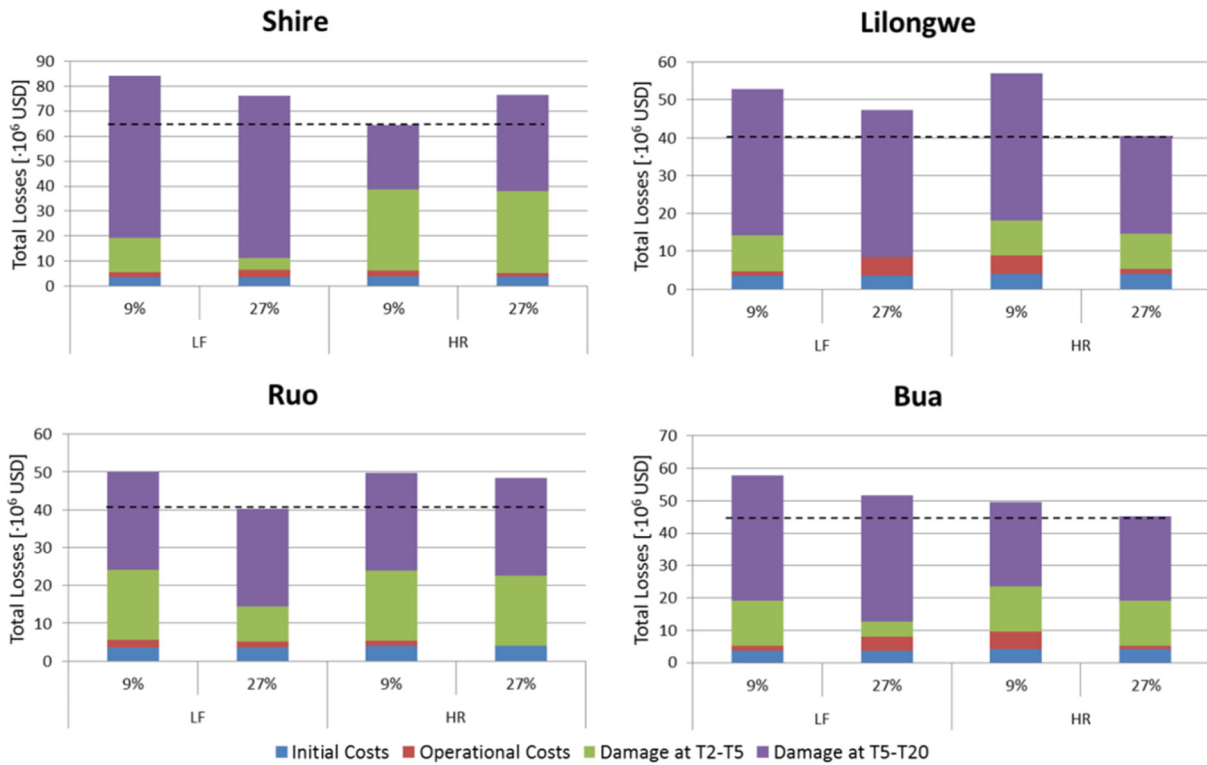 Shire
Total Losses [·10⁶ USD]
90
80
70
60
50
40
30
20
10
0
9% 27% 9% 27%
LF HR
Lilongwe
Total Losses [·10⁶ USD]
60
50
40
30
20
10
0
9% 27% 9% 27%
LF HR
Ruo
Total Losses [·10⁶ USD]
60
50
40
30
20
10
0
9% 27% 9% 27%
LF HR
Bua
Total Losses [·10⁶ USD]
70
60
50
40
30
20
10
0
9% 27% 9% 27%
LF HR
Initial Costs Operational Costs Damage at T2-T5 Damage at T5-T20